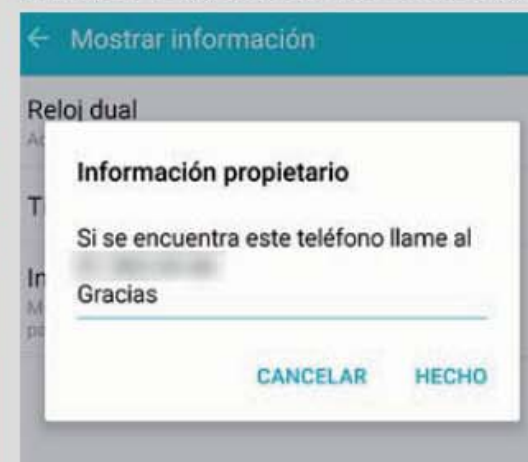 ← Mostrar información
Reloj dual
Información propietario
Si se encuentra este teléfono llame al
Gracias
CANCELAR HECHO